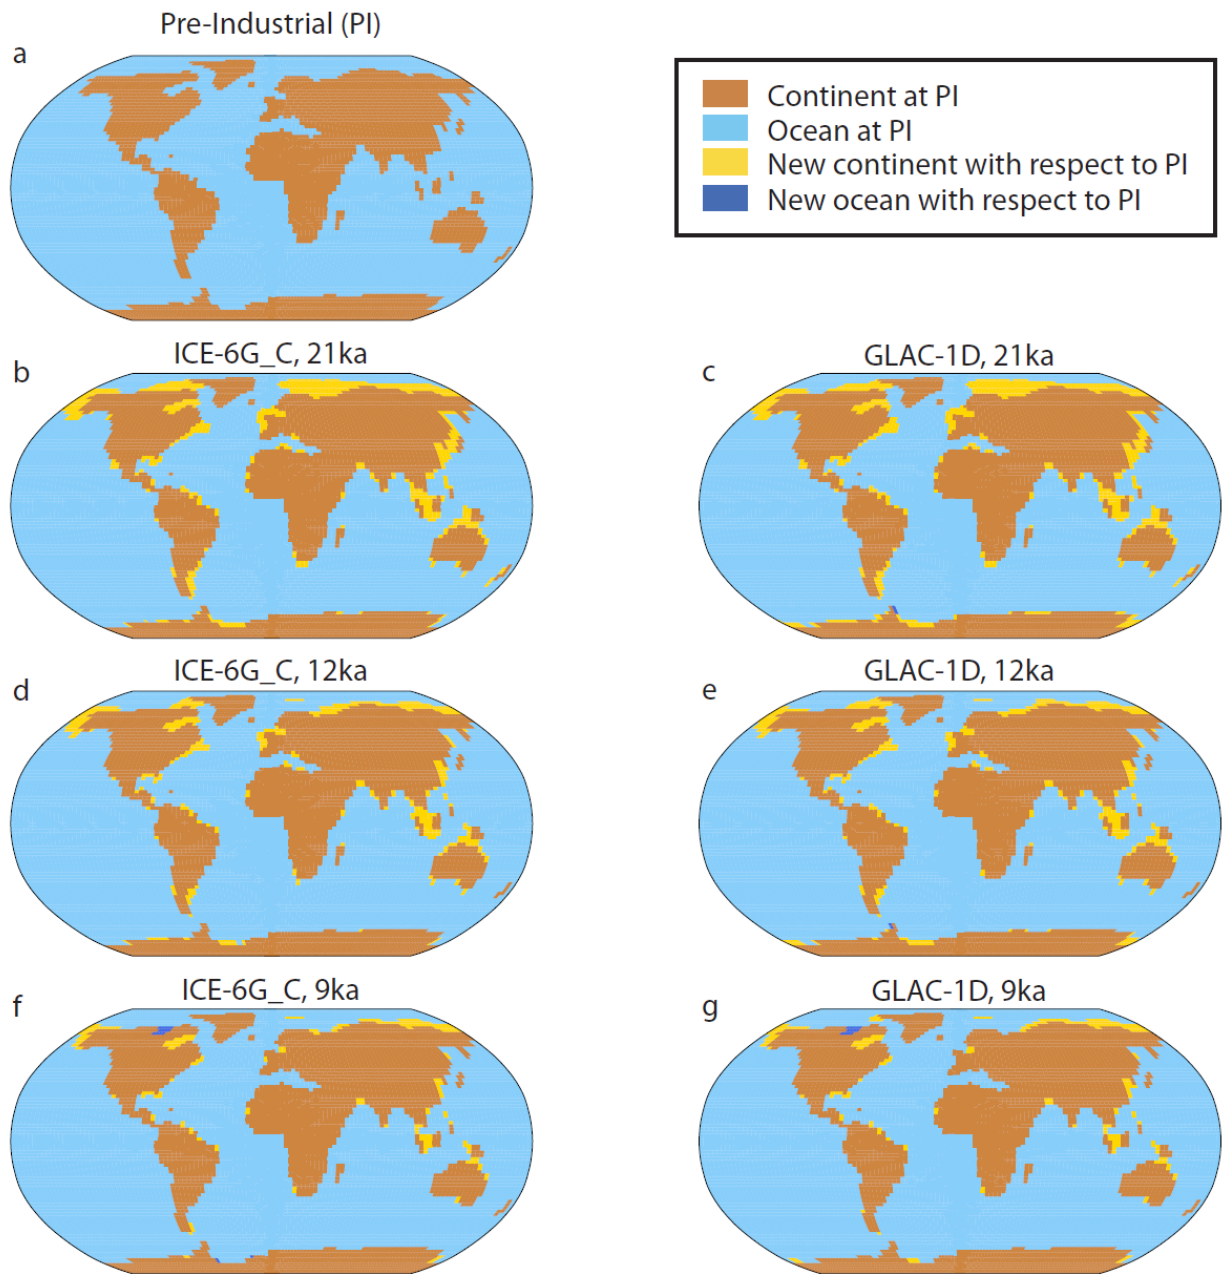 Pre-Industrial (PI)
a
Continent at PI
Ocean at PI
New continent with respect to PI
New ocean with respect to PI
ICE-6G_C, 21ka
b
GLAC-1D, 21ka
c
ICE-6G_C, 12ka
d
GLAC-1D, 12ka
e
ICE-6G_C, 9ka
f
GLAC-1D, 9ka
g